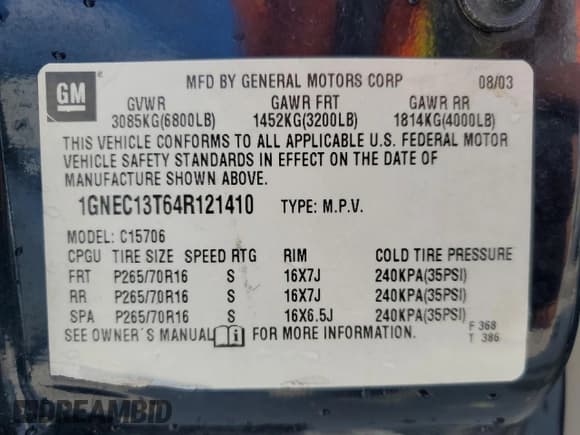 GM ® MFD BY GENERAL MOTORS CORP 08/03
GVWR GAWR FRT GAWR RR
3085KG(6800LB) 1452KG(3200LB) 1814KG(4000LB)
THIS VEHICLE CONFORMS TO ALL APPLICABLE U.S. FEDERAL MOTOR
VEHICLE SAFETY STANDARDS IN EFFECT ON THE DATE OF
MANUFACTURE SHOWN ABOVE.
1GNEC13T64R121410 TYPE: M.P.V.
MODEL: C15706
CPGU TIRE SIZE SPEED RTG RIM COLD TIRE PRESSURE
FRT P265/70R16 S 16X7J 240KPA(35PSI)
RR P265/70R16 S 16X7J 240KPA(35PSI)
SPA P265/70R16 S 16X6.5J 240KPA(35PSI)
SEE OWNER'S MANUAL i FOR MORE INFORMATION.
F 368
T 386
DREAMBID